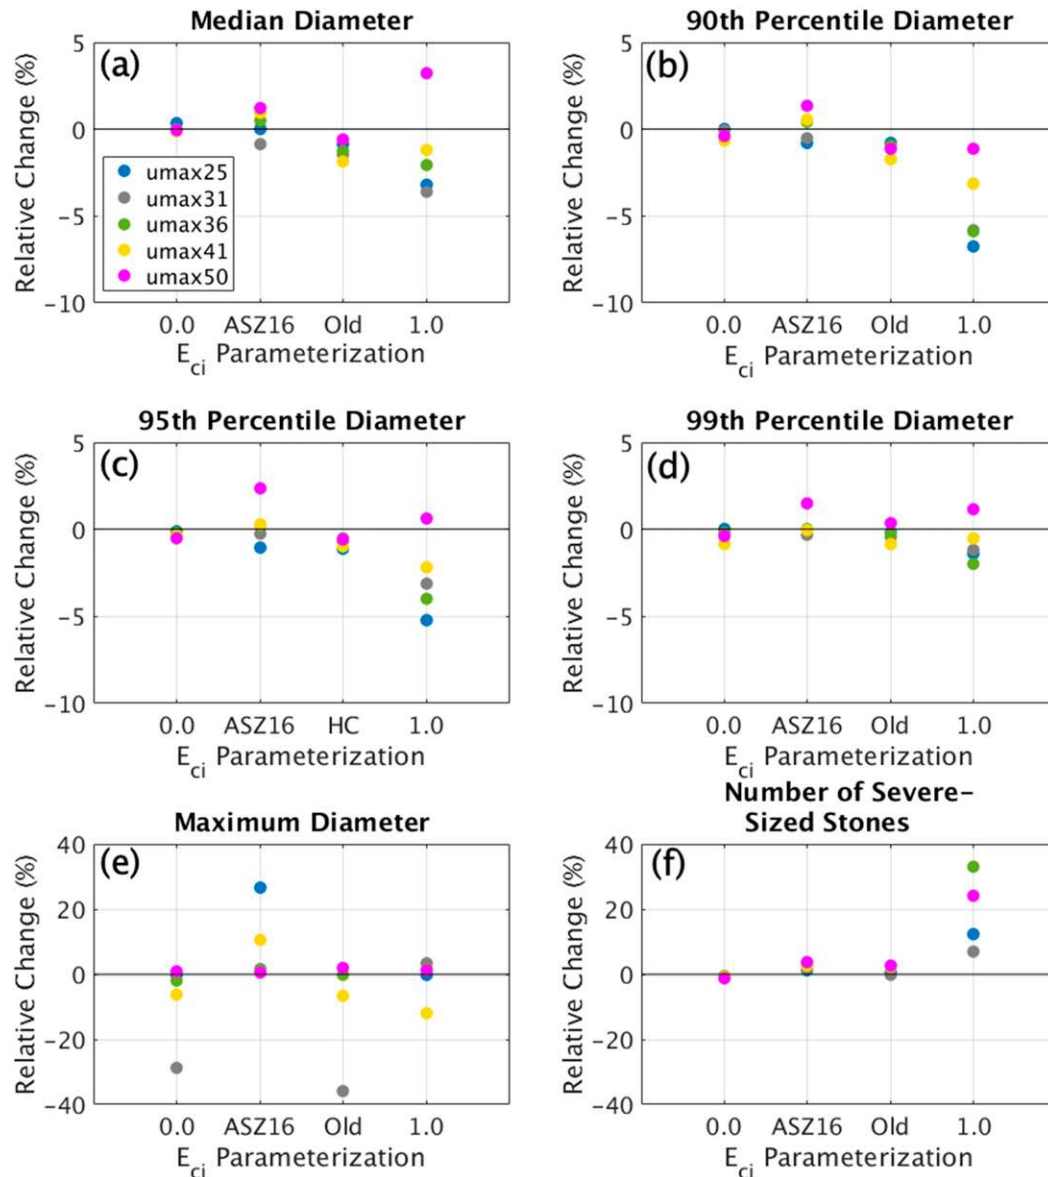 Median Diameter
(a)
5
0
−5
−10
Relative Change (%)
umax25
umax31
umax36
umax41
umax50
0.0 ASZ16 Old 1.0
Eci Parameterization
90th Percentile Diameter
(b)
5
0
−5
−10
Relative Change (%)
0.0 ASZ16 Old 1.0
Eci Parameterization
95th Percentile Diameter
(c)
5
0
−5
−10
Relative Change (%)
0.0 ASZ16 HC 1.0
Eci Parameterization
99th Percentile Diameter
(d)
5
0
−5
−10
Relative Change (%)
0.0 ASZ16 Old 1.0
Eci Parameterization
Maximum Diameter
(e)
40
20
0
−20
−40
Relative Change (%)
0.0 ASZ16 Old 1.0
Eci Parameterization
Number of Severe-
Sized Stones
(f)
40
20
0
−20
−40
Relative Change (%)
0.0 ASZ16 Old 1.0
Eci Parameterization